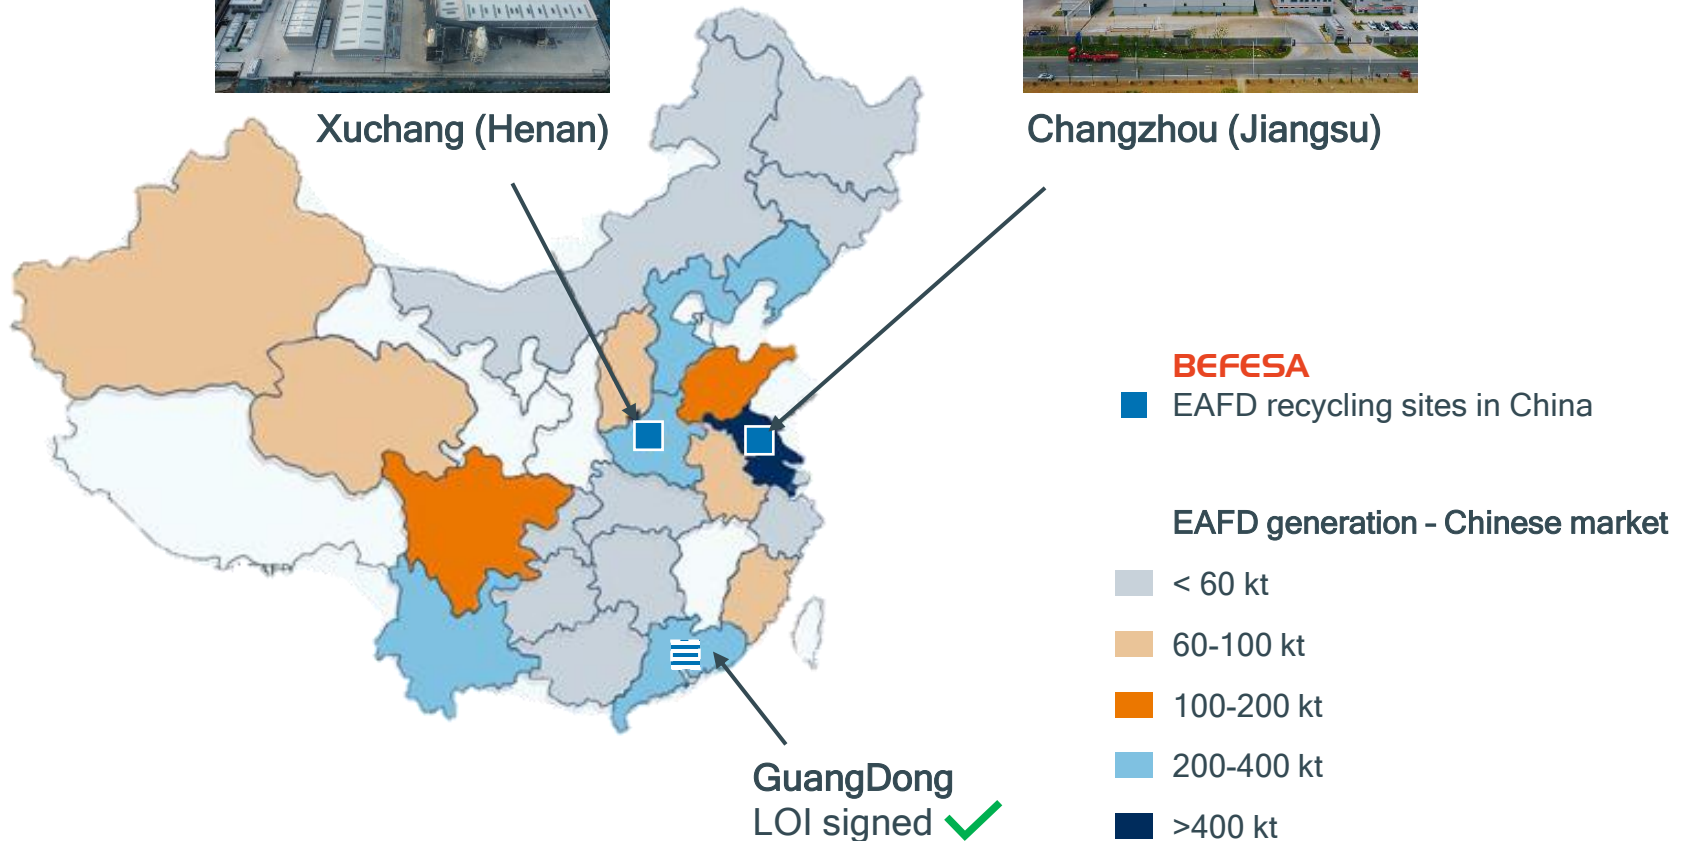 Xuchang (Henan)
Changzhou (Jiangsu)
BEFESA
EAFD recycling sites in China
EAFD generation - Chinese market
< 60 kt
60-100 kt
100-200 kt
200-400 kt
>400 kt
GuangDong
LOI signed